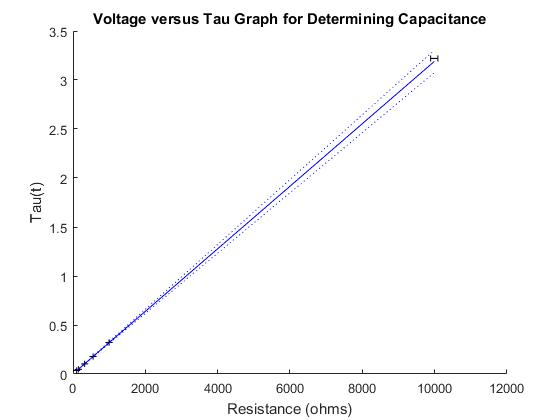 Voltage versus Tau Graph for Determining Capacitance
3.5
3
2.5
2
1.5
1
0.5
0
Tau(t)
0 2000 4000 6000 8000 10000 12000
Resistance (ohms)